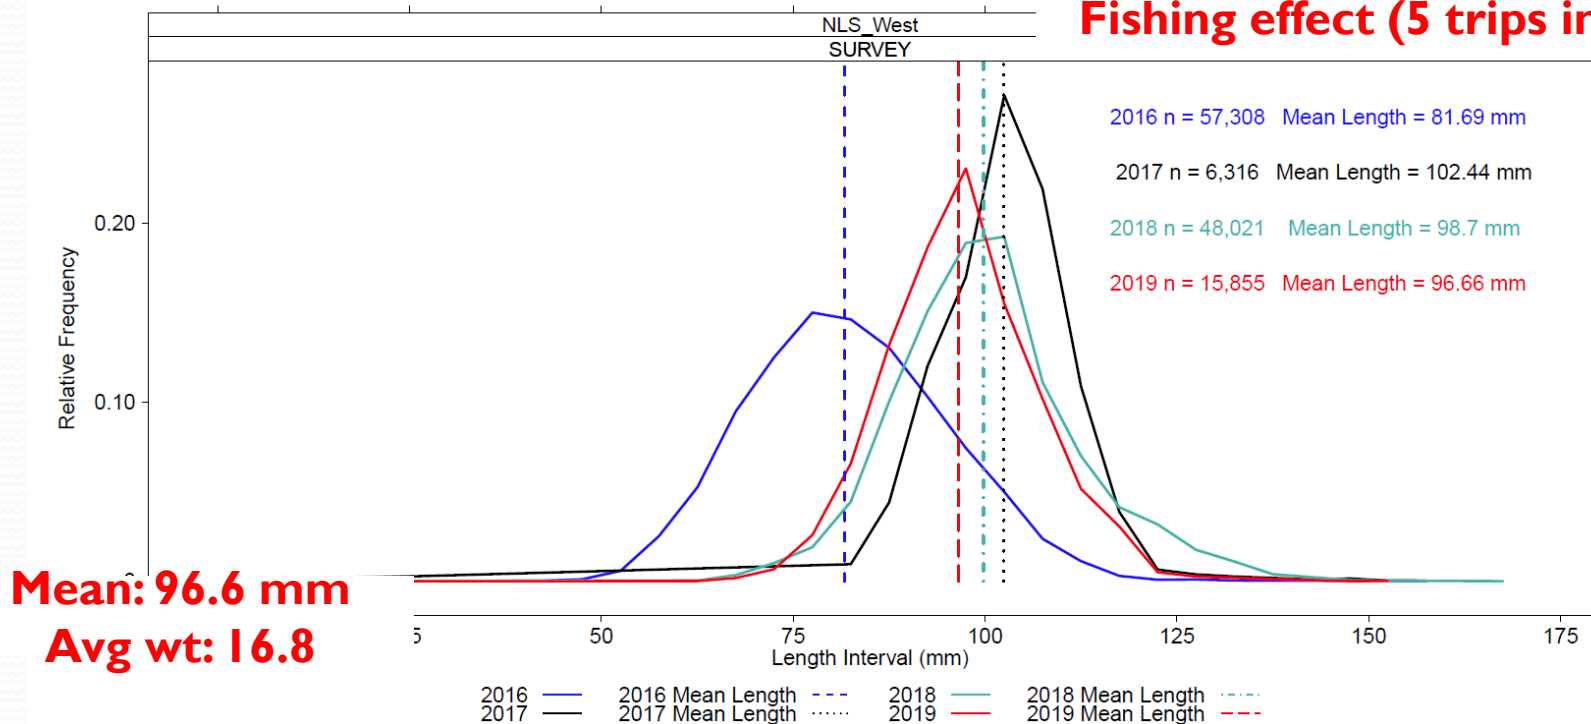 Fishing effect (5 trips in
NLS_West
SURVEY
2016 n = 57,308 Mean Length = 81.69 mm
2017 n = 6,316 Mean Length = 102.44 mm
2018 n = 48,021 Mean Length = 98.7 mm
2019 n = 15,855 Mean Length = 96.66 mm
0.20
0.10
Relative Frequency
Mean: 96.6 mm
Avg wt: 16.8
5 50 75 100 125 150 175
Length Interval (mm)
2016 2016 Mean Length 2018 2018 Mean Length
2017 2017 Mean Length 2019 2019 Mean Length